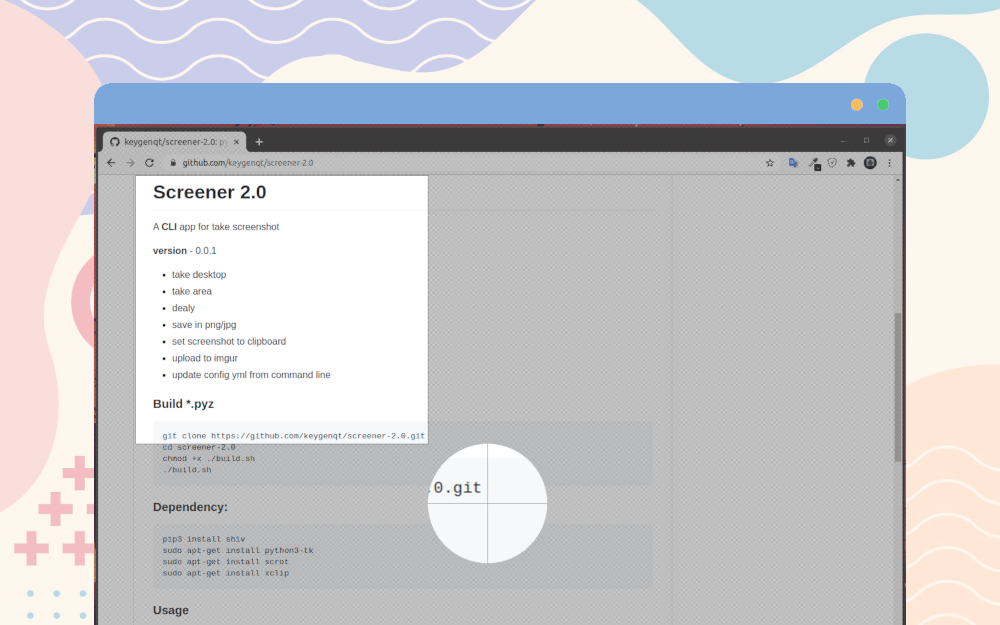 keygenqt/screener-2.0: py
github.com/keygenqt/screener-2.0
Screener 2.0
A CLI app for take screenshot
version - 0.0.1
take desktop
take area
dealy
save in png/jpg
set screenshot to clipboard
upload to imgur
update config yml from command line
Build *.pyz
git clone https://github.com/keygenqt/screener-2.0.git
cd screener-2.0
chmod +x ./build.sh
./build.sh
.0.git
Dependency:
pip3 install shiv
sudo apt-get install python3-tk
sudo apt-get install scrot
sudo apt-get install xclip
Usage